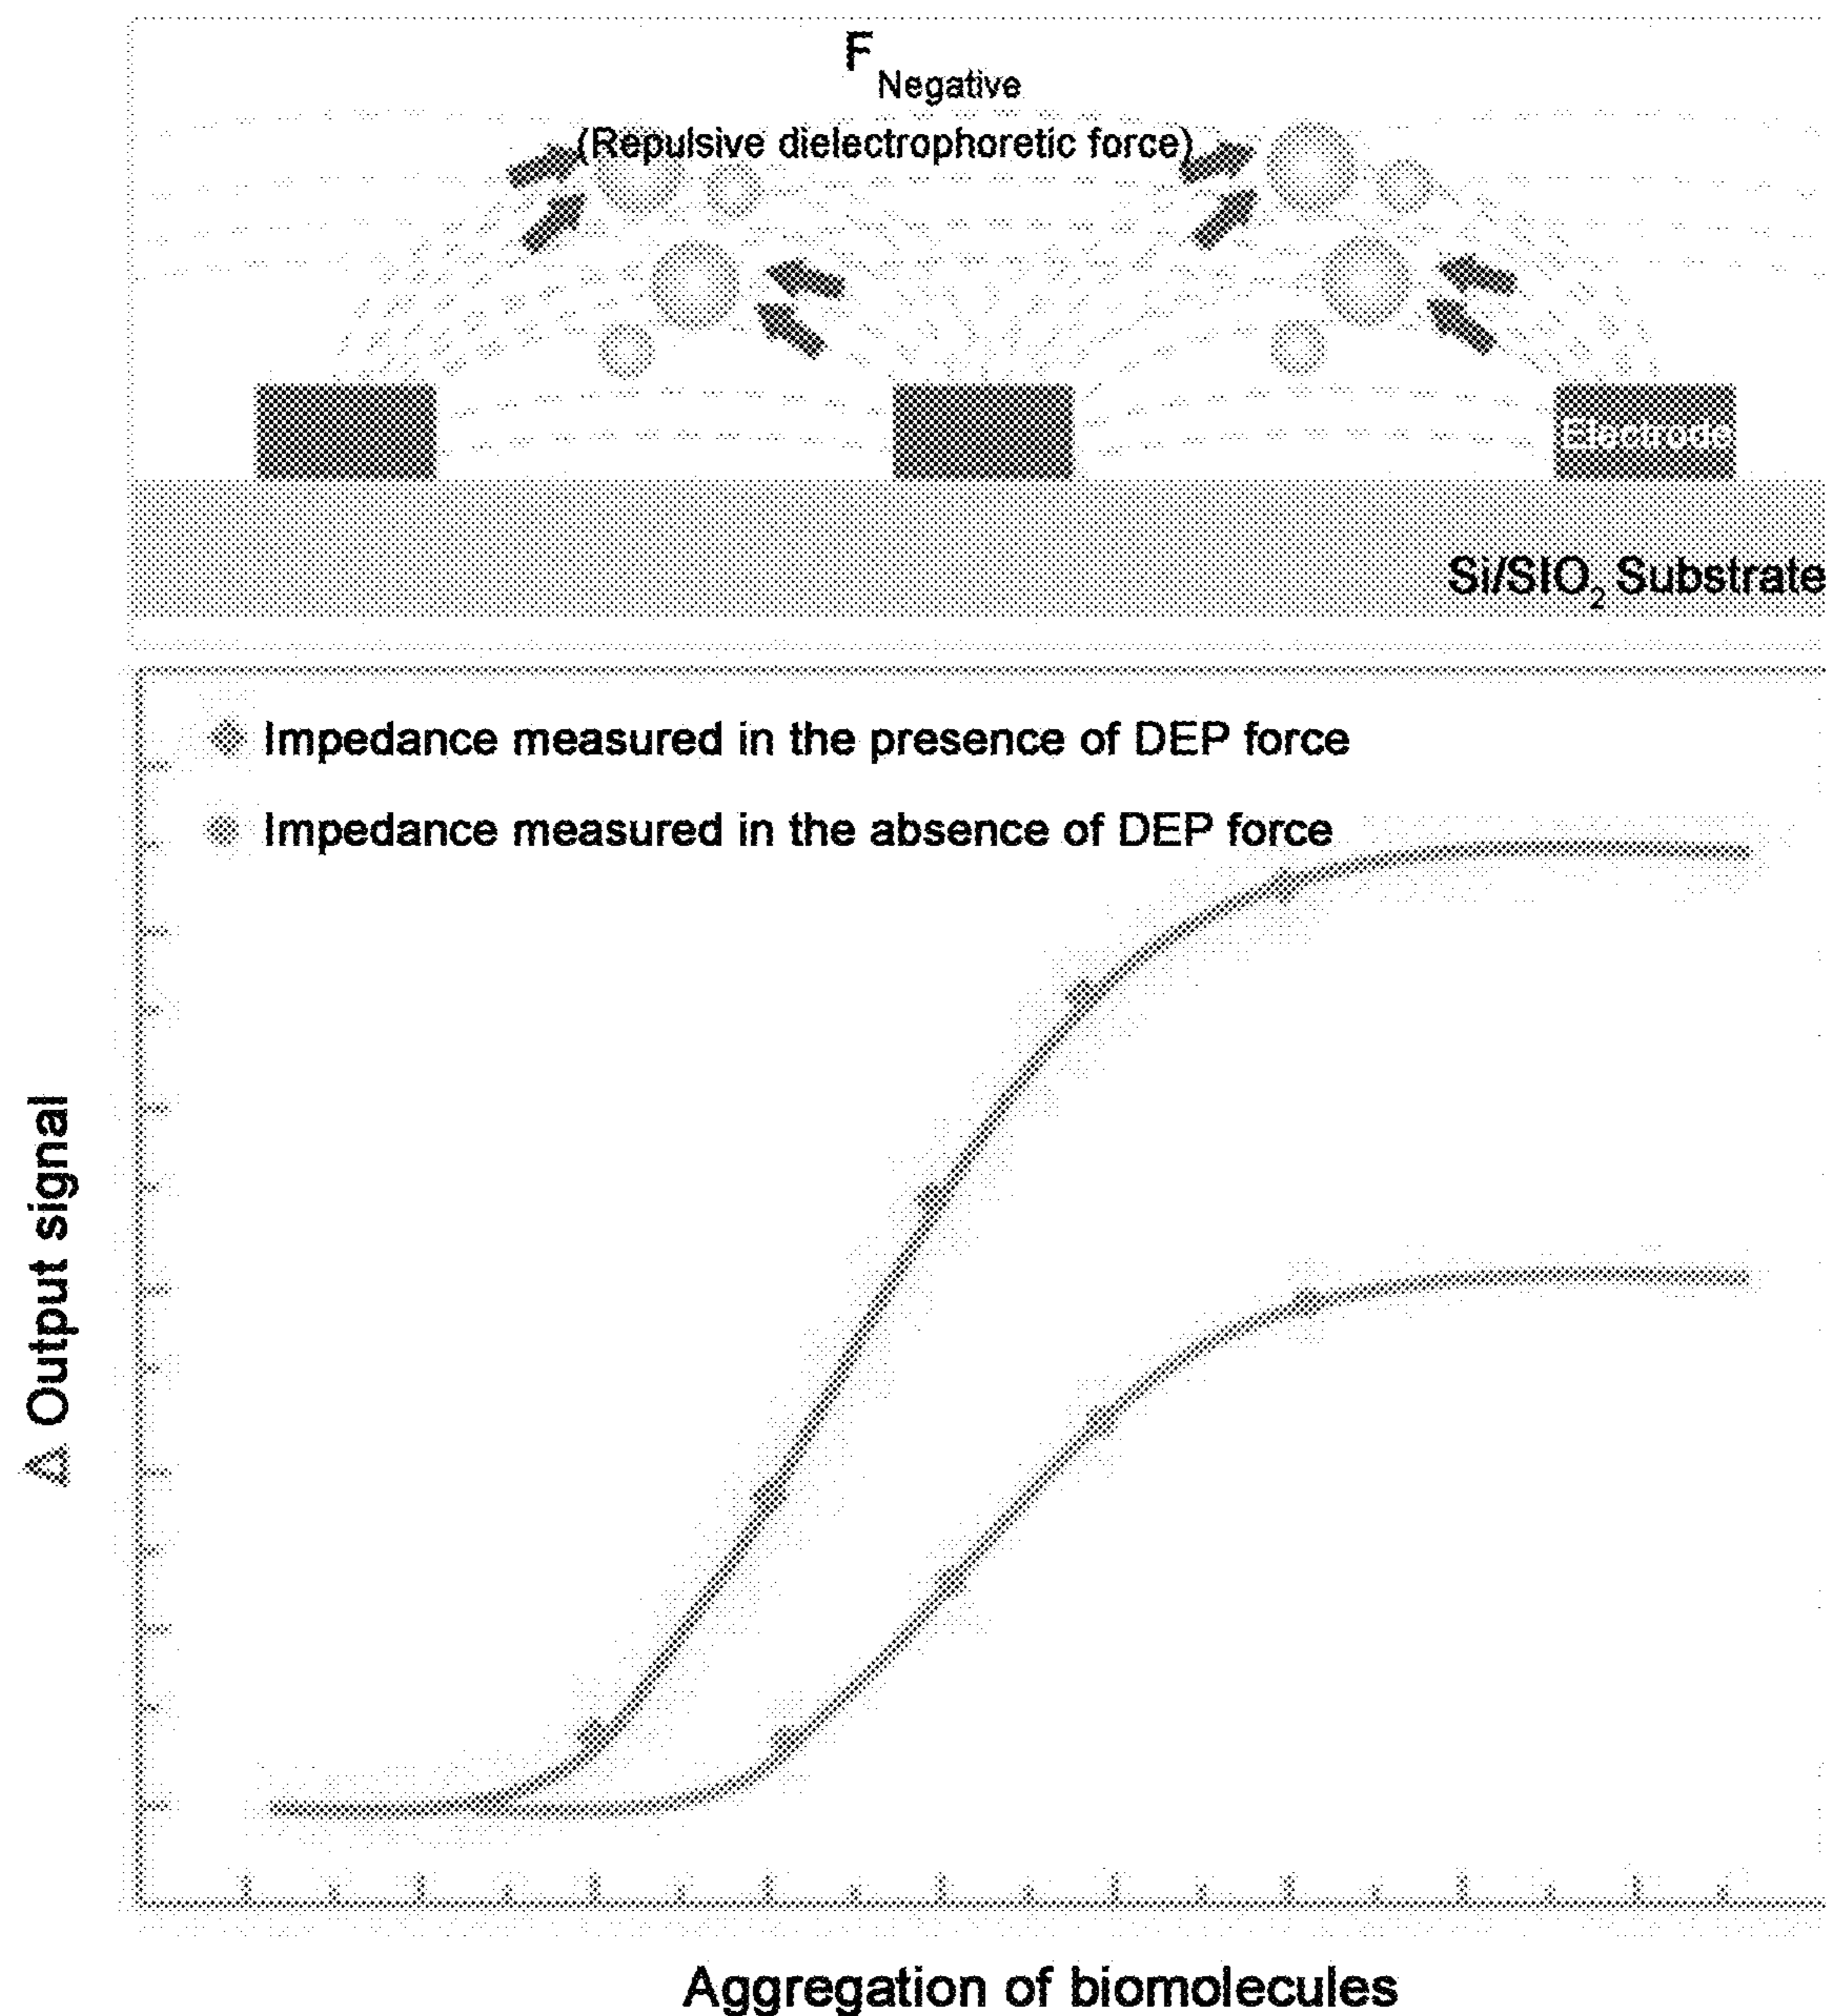 F Negative
(Repulsive dielectrophoretic force)
Electrode
Si/SIO₂ Substrate
Impedance measured in the presence of DEP force
Impedance measured in the absence of DEP force
Δ Output signal
Aggregation of biomolecules